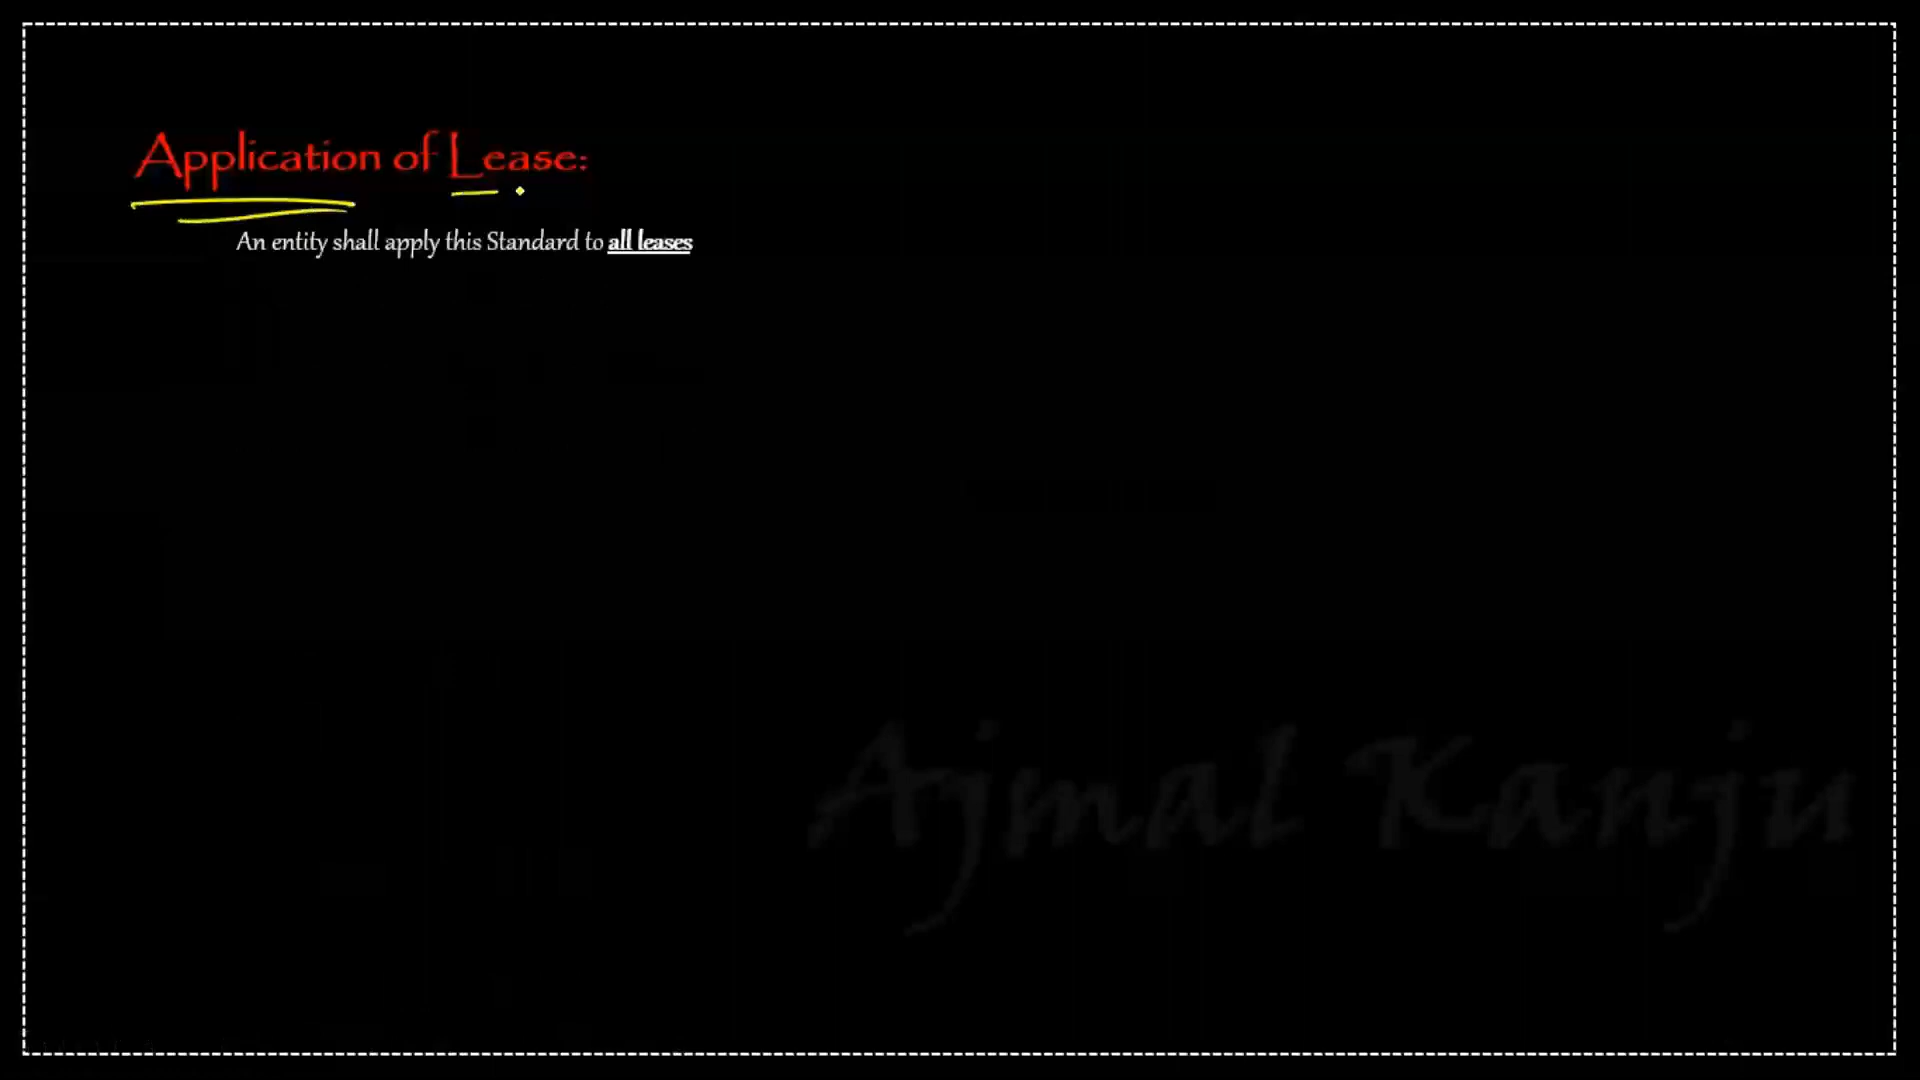 Application of Lease:
An entity shall apply this Standard to all leases
Ajmal Kanju